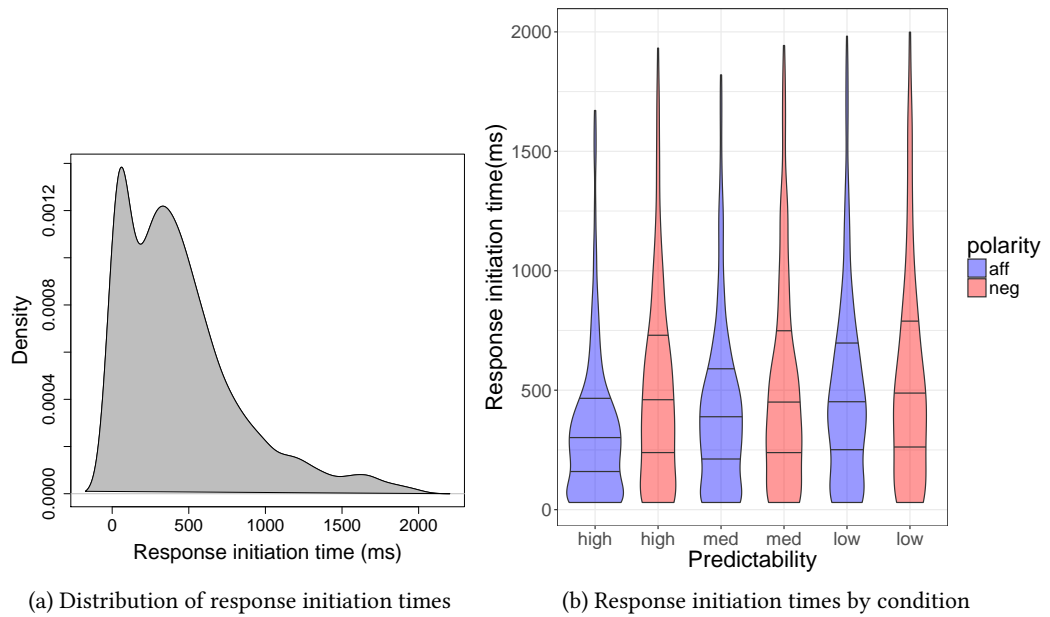 0.0000 0.0004 0.0008 0.0012
Density
0 500 1000 1500 2000
Response initiation time (ms)
(a) Distribution of response initiation times
2000
1500
1000
500
0
Response initiation time(ms)
high high med med low low
Predictability
polarity
aff
neg
(b) Response initiation times by condition